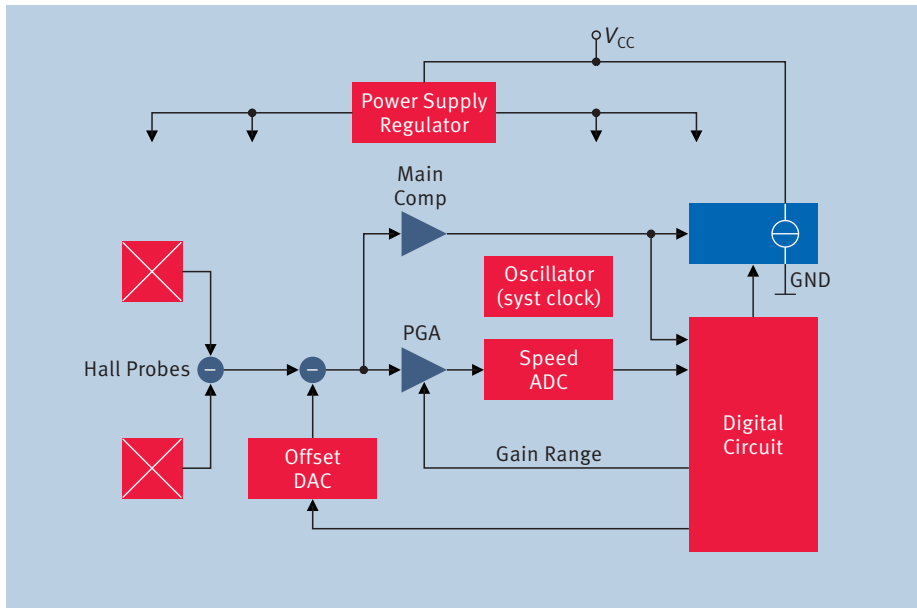 VCC
Power Supply
Regulator
Main
Comp
Oscillator
(syst clock)
GND
PGA
Hall Probes
−
−
Speed
ADC
Digital
Circuit
Offset
DAC
Gain Range